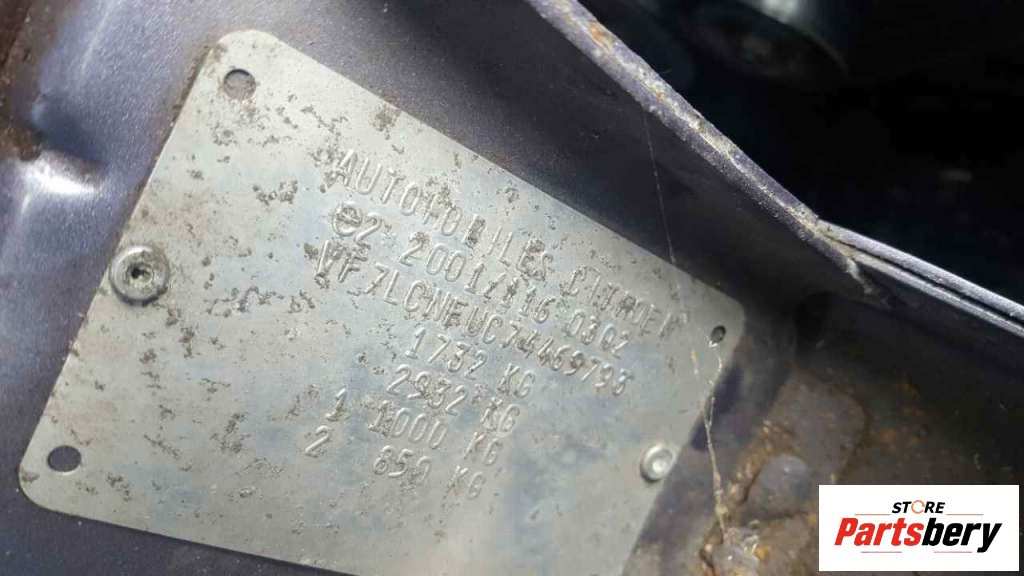 AUTOMOBILES CITROEN
e2*2001/116*0302
VF7LCNFUC74469793
1732 KG
2932 KG
1 1000 KG
2 850 KG
STORE
Partsbery